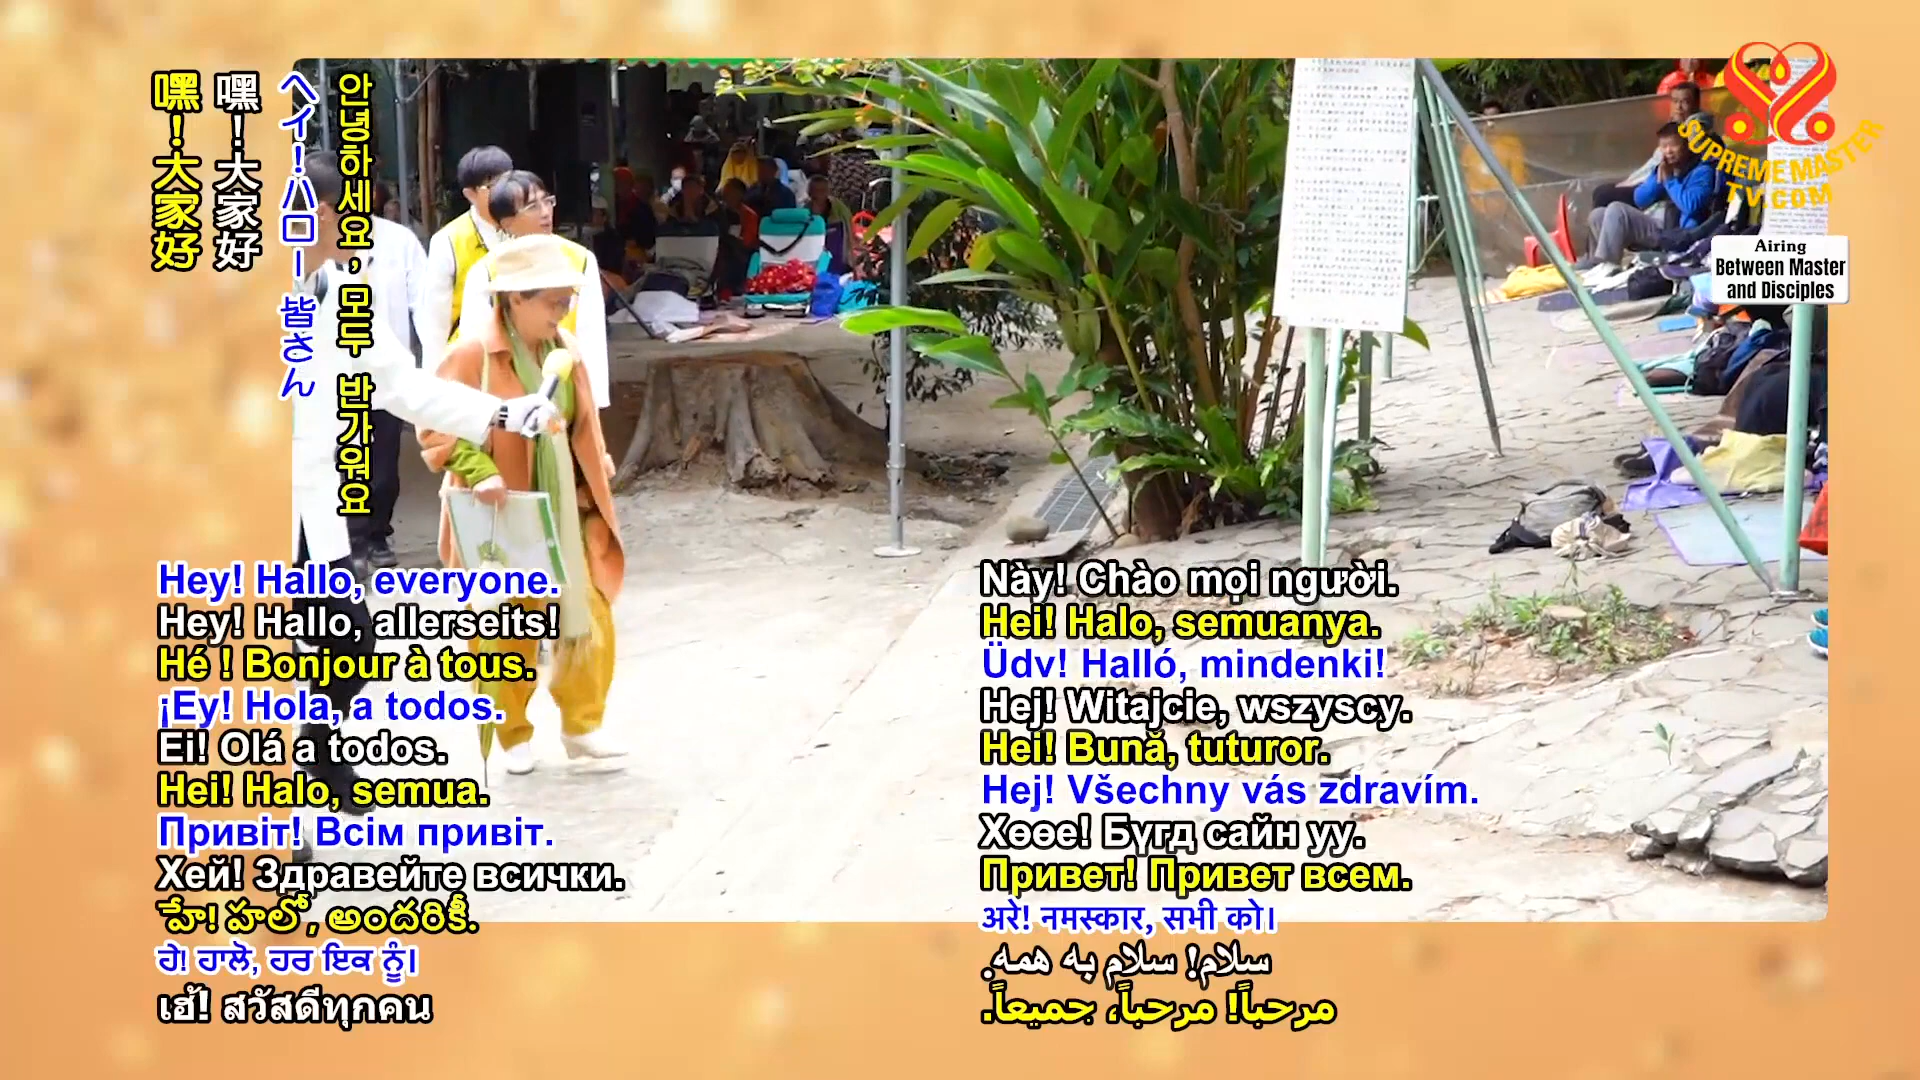 嘿！大家好
嘿！大家好
ヘイ！ハロー 皆さん
안녕하세요, 모두 반가워요
SUPREME MASTER
TV.COM
Airing
Between Master
and Disciples
Hey! Hallo, everyone.
Hey! Hallo, allerseits!
Hé ! Bonjour à tous.
¡Ey! Hola, a todos.
Ei! Olá a todos.
Hei! Halo, semua.
Привіт! Всім привіт.
Хей! Здравейте всички.
హే! హలో, అందరికీ.
ਹੇ! ਹਾਲੋ, ਹਰ ਇਕ ਨੂੰ।
เฮ้! สวัสดีทุกคน
Này! Chào mọi người.
Hei! Halo, semuanya.
Üdv! Halló, mindenki!
Hej! Witajcie, wszyscy.
Hei! Bună, tuturor.
Hej! Všechny vás zdravím.
Хөөе! Бүгд сайн уу.
Привет! Привет всем.
अरे! नमस्कार, सभी को।
سلام! سلام به همه.
مرحباً! مرحباً، جميعاً.